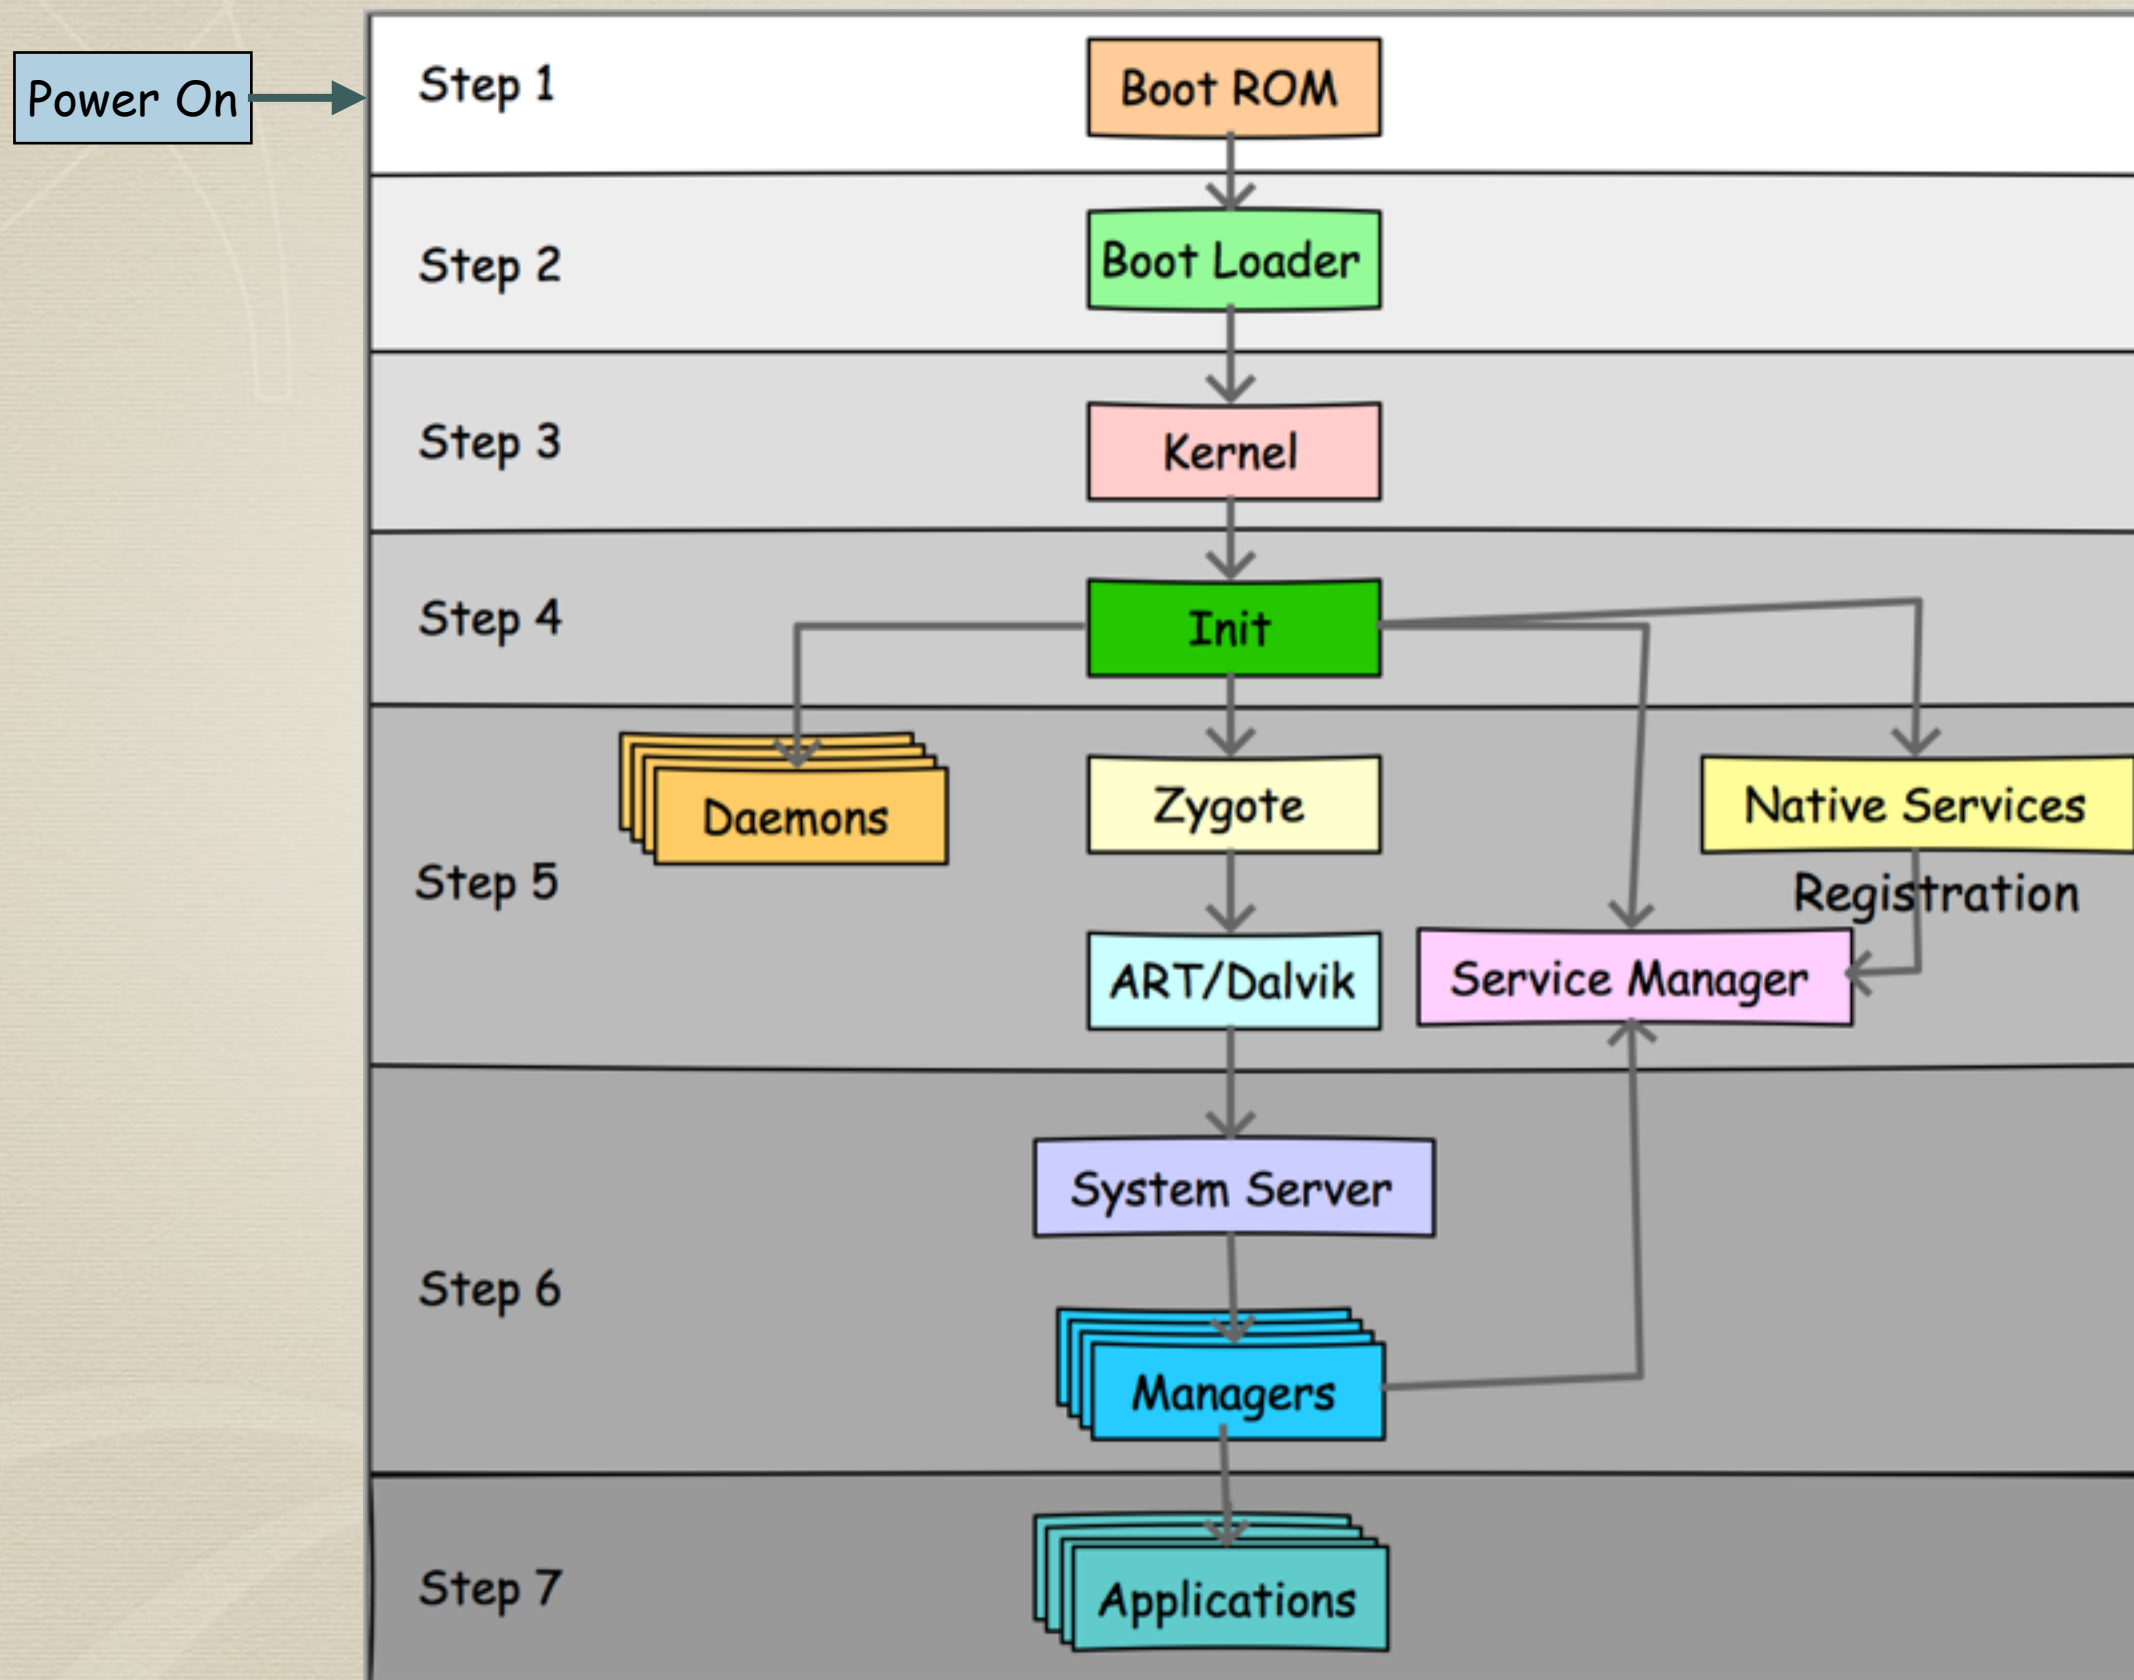 Power On
Step 1
Boot ROM
Step 2
Boot Loader
Step 3
Kernel
Step 4
Init
Step 5
Daemons
Zygote
Native Services
Registration
ART/Dalvik
Service Manager
Step 6
System Server
Managers
Step 7
Applications